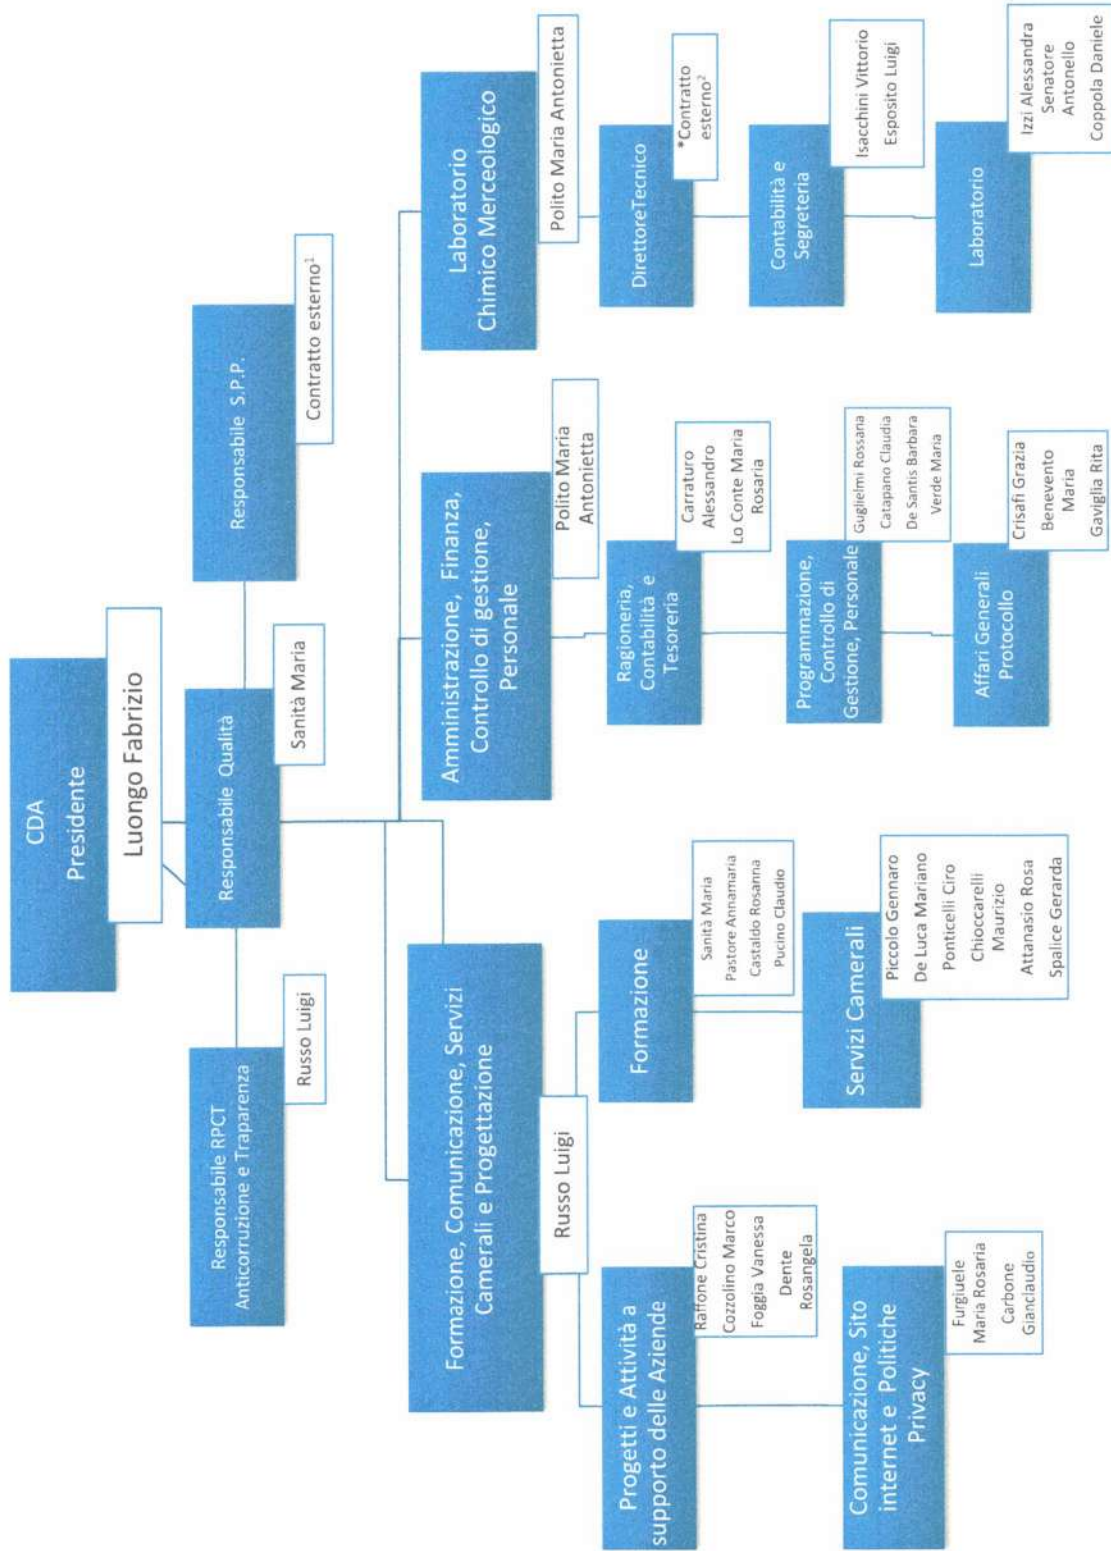 CDA
Presidente
Luongo Fabrizio
Responsabile RPCT
Anticorruzione e Traparenza
Russo Luigi
Responsabile Qualità
Sanità Maria
Responsabile S.P.P.
Contratto esterno¹
Formazione, Comunicazione, Servizi
Camerali e Progettazione
Russo Luigi
Progetti e Attività a
supporto delle Aziende
Raffone Cristina
Cozzolino Marco
Foggia Vanessa
Dente
Rosangela
Comunicazione, Sito
internet e Politiche
Privacy
Furgiuele
Maria Rosaria
Carbone
Gianclaudio
Formazione
Sanità Maria
Pastore Annamaria
Castaldo Rosanna
Pucino Claudio
Servizi Camerali
Piccolo Gennaro
De Luca Mariano
Ponticelli Ciro
Chioccarelli
Maurizio
Attanasio Rosa
Spalice Gerarda
Amministrazione, Finanza,
Controllo di gestione,
Personale
Polito Maria
Antonietta
Ragioneria,
Contabilità e
Tesoreria
Carraturo
Alessandro
Lo Conte Maria
Rosaria
Programmazione,
Controllo di
Gestione, Personale
Guglielmi Rossana
Catapano Claudia
De Santis Barbara
Verde Maria
Affari Generali
Protocollo
Crisafi Grazia
Benevento
Maria
Gaviglia Rita
Laboratorio
Chimico Merceologico
Polito Maria Antonietta
DirettoreTecnico
*Contratto
esterno²
Contabilità e
Segreteria
Isacchini Vittorio
Esposito Luigi
Laboratorio
Izzi Alessandra
Senatore
Antonello
Coppola Daniele